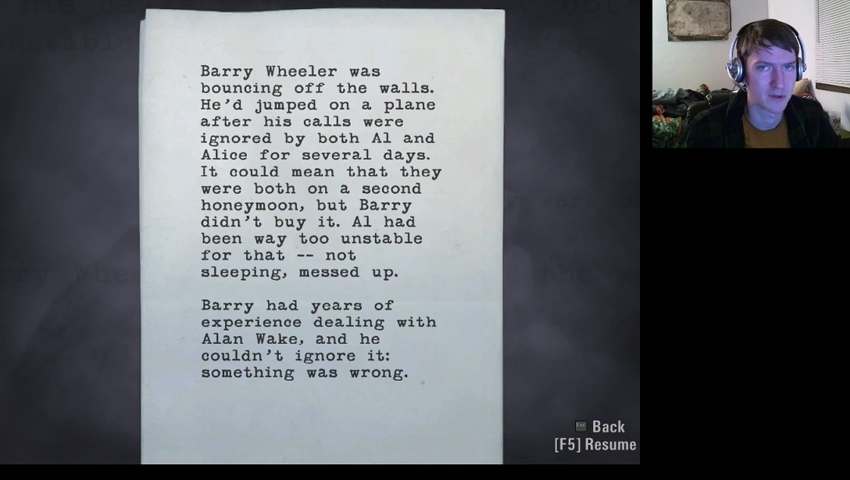 Barry Wheeler was
bouncing off the walls.
He'd jumped on a plane
after his calls were
ignored by both Al and
Alice for several days.
It could mean that they
were both on a second
honeymoon, but Barry
didn't buy it. Al had
been way too unstable
for that -- not
sleeping, messed up.
Barry had years of
experience dealing with
Alan Wake, and he
couldn't ignore it:
something was wrong.
Back
[F5] Resume